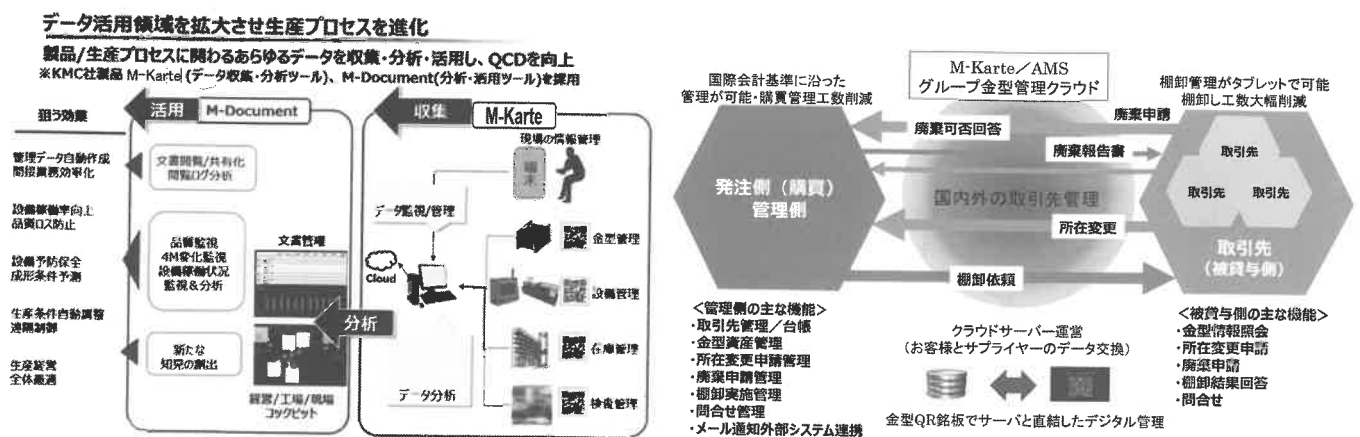 データ活用領域を拡大させ生産プロセスを進化
製品/生産プロセスに関わるあらゆるデータを収集・分析・活用し、QCDを向上
※KMC社製品 M-Karte (データ収集・分析ツール)、M-Document(分析・活用ツール)を採用
狙う効果
管理データ自動作成
間接業務効率化
設備稼働率向上
品質ロス防止
設備予防保全
成形条件予測
生産条件自動調整
遠隔制御
生産経営
全体最適
活用
M-Document
文書閲覧/共有化
閲覧ログ分析
品質監視
4M変化監視
設備稼働状況
監視&分析
新たな
知見の創出
文書管理
経営/工場/現場
コックピット
分析
収集
M-Karte
現場の情報管理
端末
データ監視/管理
Cloud
データ分析
金型管理
設備管理
在庫管理
検査管理
国際会計基準に沿った
管理が可能・購買管理工数削減
M-Karte/AMS
グループ金型管理クラウド
棚卸管理がタブレットで可能
棚卸し工数大幅削減
発注側(購買)
管理側
廃棄申請
廃棄可否回答
廃棄報告書
国内外の取引先管理
所在変更
棚卸依頼
取引先
取引先
取引先
取引先
(被貸与側)
<管理側の主な機能>
・取引先管理/台帳
・金型資産管理
・所在変更申請管理
・廃棄申請管理
・棚卸実施管理
・問合せ管理
・メール通知外部システム連携
クラウドサーバー運営
(お客様とサプライヤーのデータ交換)
金型QR銘板でサーバと直結したデジタル管理
<被貸与側の主な機能>
・金型情報照会
・所在変更申請
・廃棄申請
・棚卸結果回答
・問合せ